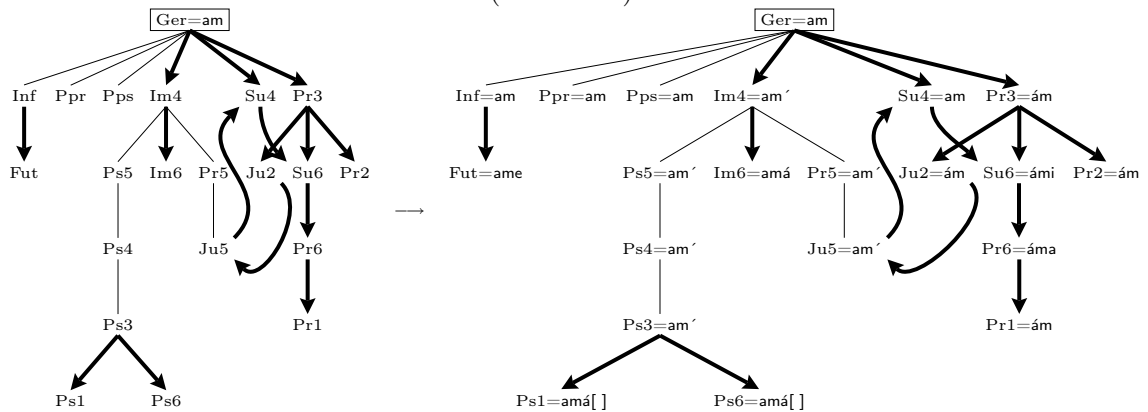 Ger=am Ger=am
Inf Ppr Pps Im4 Su4 Pr3 Inf=am Ppr=am Pps=am Im4=am´ Su4=am Pr3=ám
Fut Ps5 Im6 Pr5 Ju2 Su6 Pr2 Fut=ame Ps5=am´ Im6=amá Pr5=am´ Ju2=ám Su6=ámi Pr2=ám
Ps4 Ju5 Pr6 Ps4=am´ Ju5=am´ Pr6=áma
Ps3 Pr1 Ps3=am´ Pr1=ám
Ps1 Ps6 Ps1=amá[ ] Ps6=amá[ ]